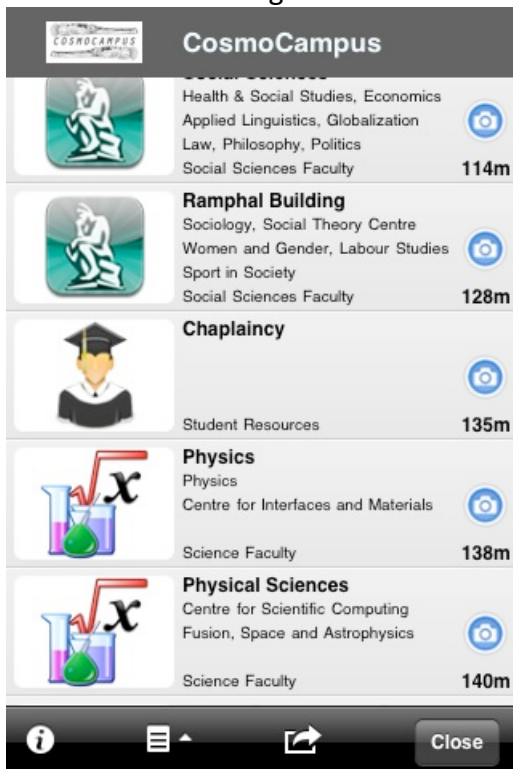 COSMOCAMPUS
CosmoCampus
Social Sciences
Health & Social Studies, Economics
Applied Linguistics, Globalization
Law, Philosophy, Politics
Social Sciences Faculty
114m
Ramphal Building
Sociology, Social Theory Centre
Women and Gender, Labour Studies
Sport in Society
Social Sciences Faculty
128m
Chaplaincy
Student Resources
135m
Physics
Physics
Centre for Interfaces and Materials
Science Faculty
138m
x
Physical Sciences
Centre for Scientific Computing
Fusion, Space and Astrophysics
Science Faculty
140m
x
i
Close